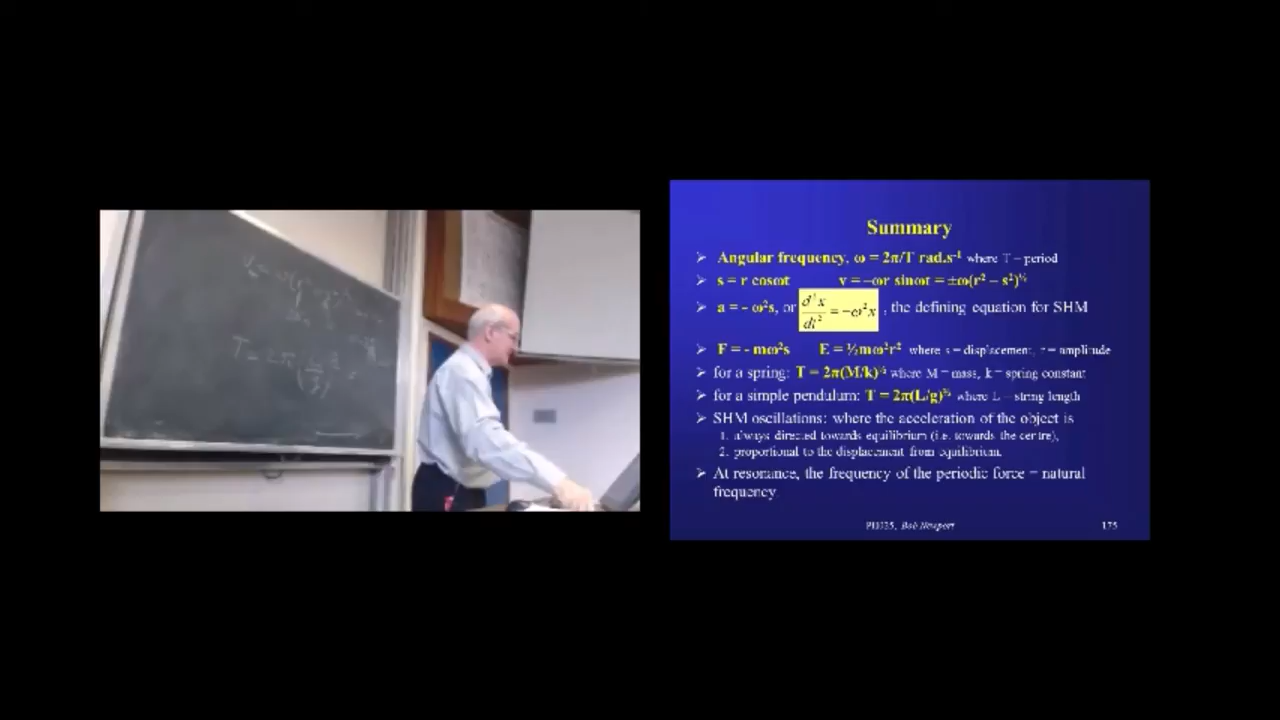 Summary
➢ Angular frequency, ω = 2π/T rad.s⁻¹ where T = period
➢ s = r cosωt v = −ωr sinωt = ±ω(r² − s²)^½
➢ a = - ω²s, or d²x/dt² = −ω²x , the defining equation for SHM
➢ F = - mω²s E = ½mω²r² where s = displacement, r = amplitude
➢ for a spring: T = 2π(M/k)^½ where M = mass, k = spring constant
➢ for a simple pendulum: T = 2π(L/g)^½ where L = string length
➢ SHM oscillations: where the acceleration of the object is
1. always directed towards equilibrium (i.e. towards the centre),
2. proportional to the displacement from equilibrium.
➢ At resonance, the frequency of the periodic force = natural
frequency.
Bob Newport 175